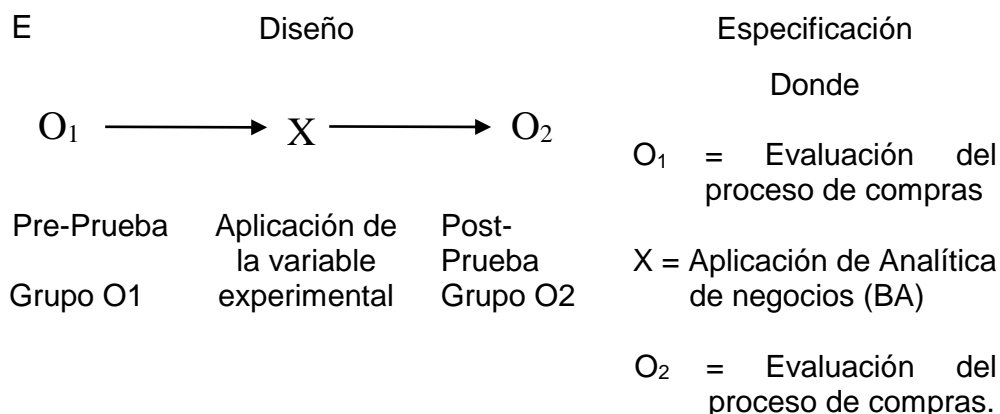 E Diseño
O₁ X O₂
Pre-Prueba Aplicación de Post-
la variable Prueba
Grupo O1 experimental Grupo O2
Especificación
Donde
O₁ = Evaluación del
proceso de compras
X = Aplicación de Analítica
de negocios (BA)
O₂ = Evaluación del
proceso de compras.